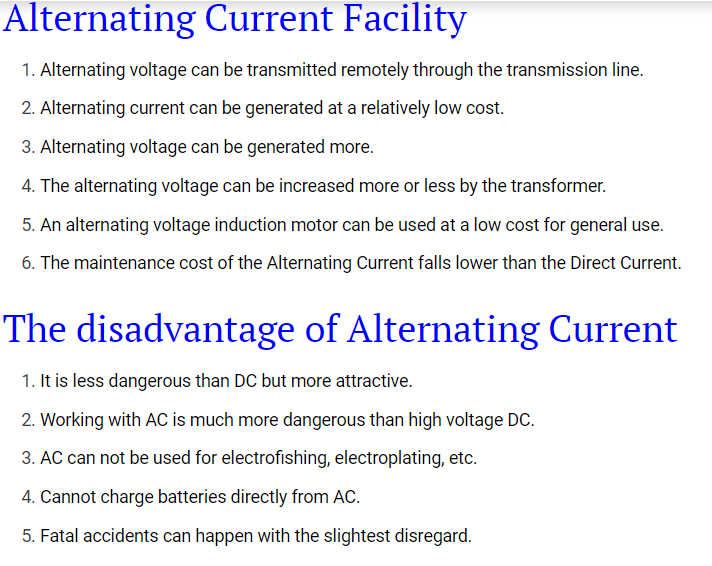 Alternating Current Facility
1. Alternating voltage can be transmitted remotely through the transmission line.
2. Alternating current can be generated at a relatively low cost.
3. Alternating voltage can be generated more.
4. The alternating voltage can be increased more or less by the transformer.
5. An alternating voltage induction motor can be used at a low cost for general use.
6. The maintenance cost of the Alternating Current falls lower than the Direct Current.
The disadvantage of Alternating Current
1. It is less dangerous than DC but more attractive.
2. Working with AC is much more dangerous than high voltage DC.
3. AC can not be used for electrofishing, electroplating, etc.
4. Cannot charge batteries directly from AC.
5. Fatal accidents can happen with the slightest disregard.